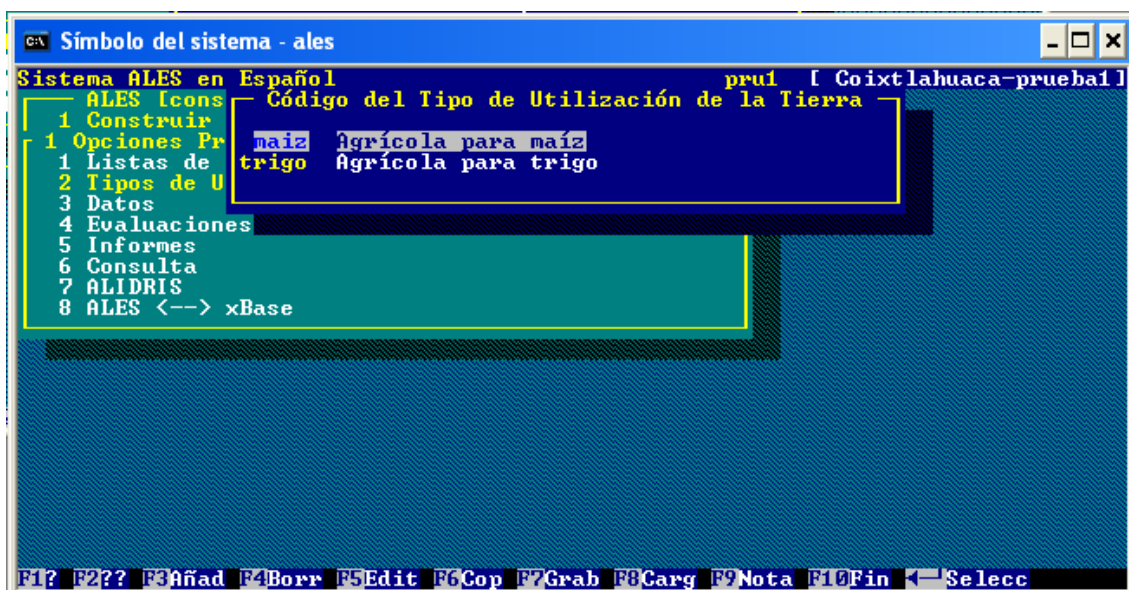 Símbolo del sistema - ales
Sistema ALES en Español pru1 [ Coixtlahuaca-prueba1]
ALES [cons
Código del Tipo de Utilización de la Tierra
1 Construir
1 Opciones Pr
maiz Agrícola para maíz
1 Listas de
trigo Agrícola para trigo
2 Tipos de U
3 Datos
4 Evaluaciones
5 Informes
6 Consulta
7 ALIDRIS
8 ALES <--> xBase
F1? F2?? F3Añad F4Borr F5Edit F6Cop F7Grab F8Carg F9Nota F10Fin ◄─┘Selecc